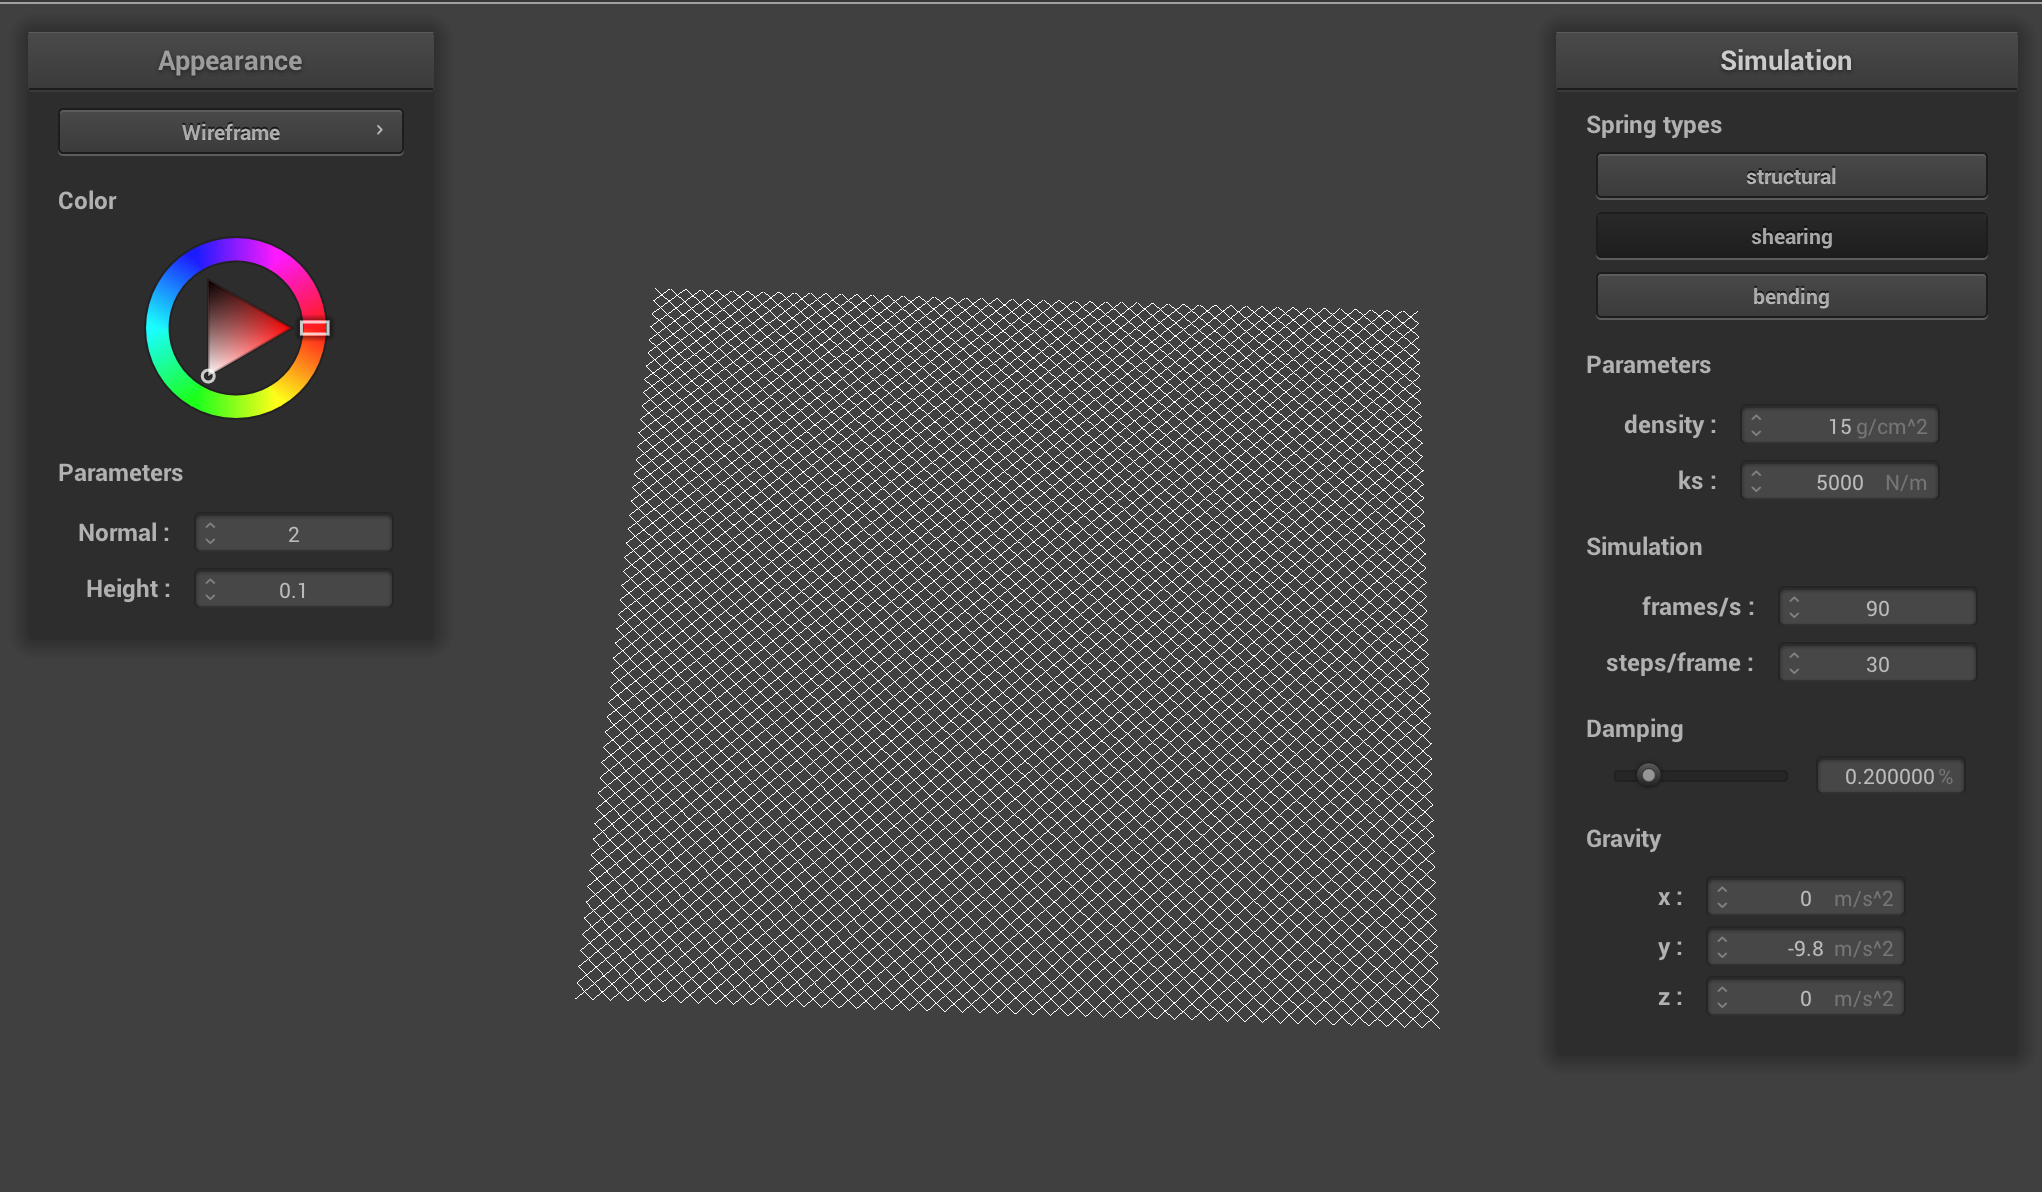 Appearance
Wireframe
Color
Parameters
Normal : 2
Height : 0.1
Simulation
Spring types
structural
shearing
bending
Parameters
density : 15 g/cm^2
ks : 5000 N/m
Simulation
frames/s : 90
steps/frame : 30
Damping
0.200000 %
Gravity
x : 0 m/s^2
y : -9.8 m/s^2
z : 0 m/s^2